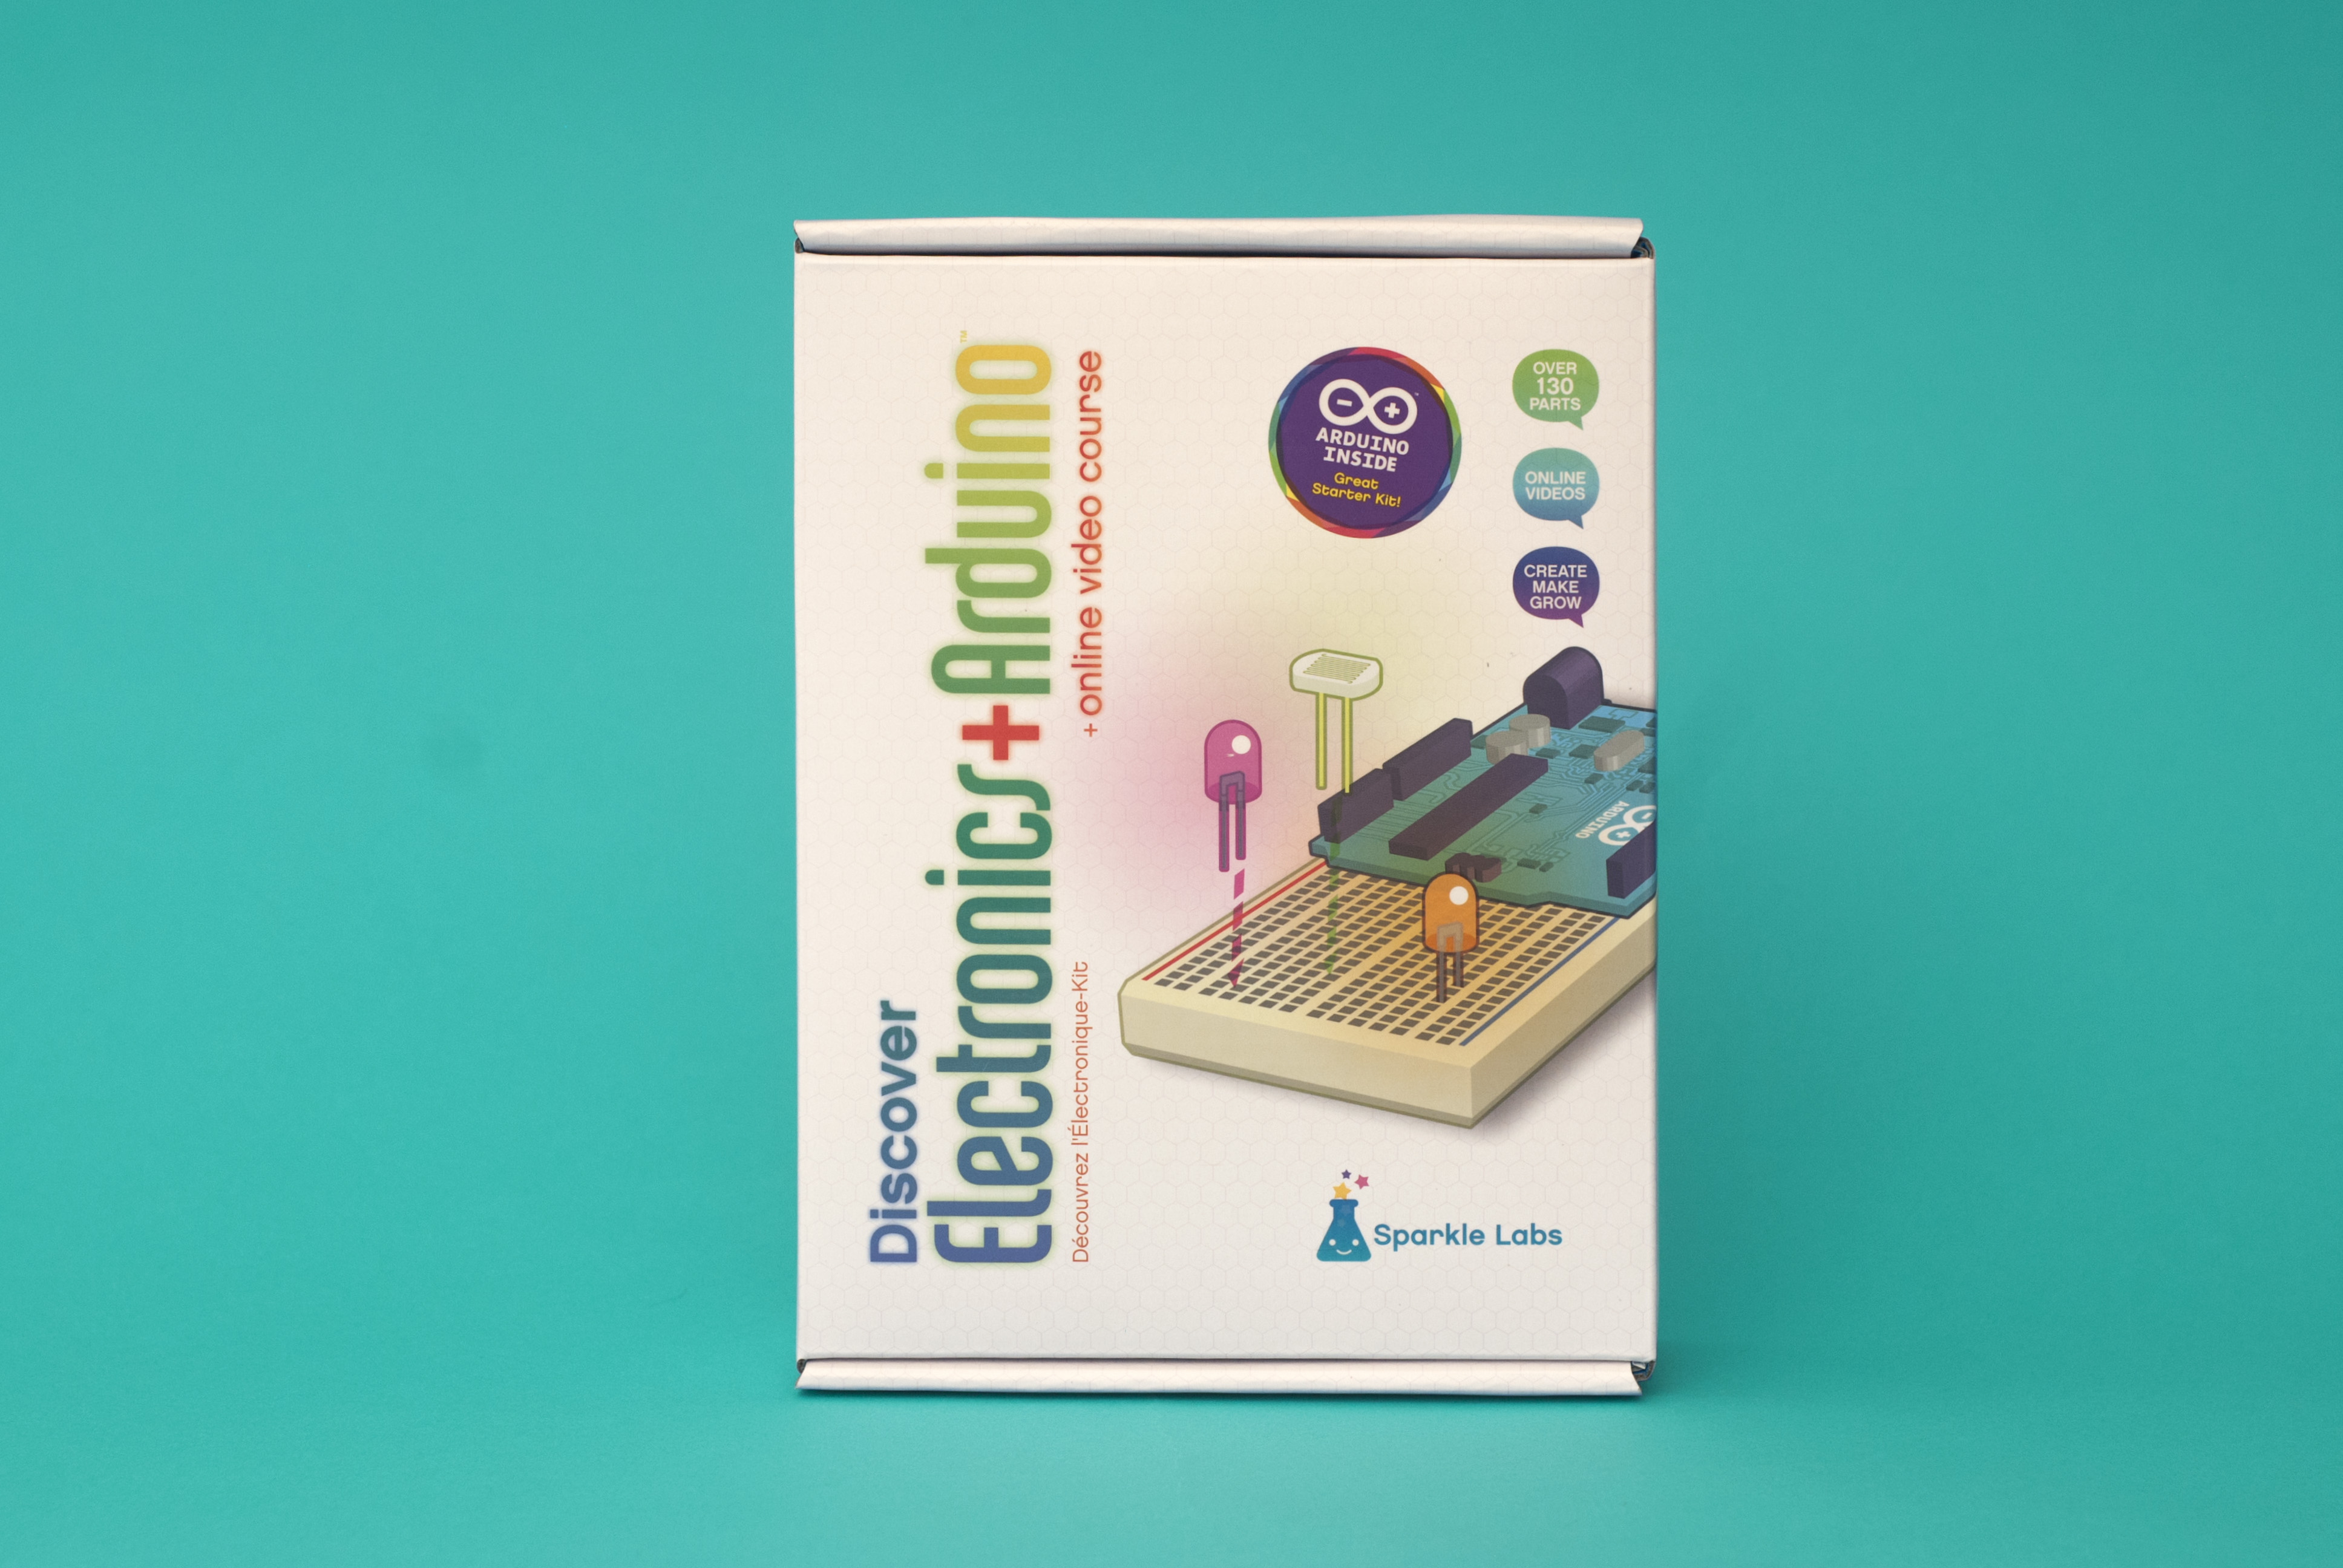 Discover
Electronics+Arduino™
Découvrez l'Électronique-Kit
+ online video course
ARDUINO
INSIDE
Great
Starter Kit!
OVER
130
PARTS
ONLINE
VIDEOS
CREATE
MAKE
GROW
ARDUINO
Sparkle Labs